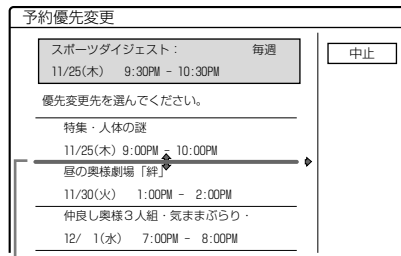 予約優先変更
スポーツダイジェスト： 毎週
11/25(木) 9:30PM － 10:30PM
中止
優先変更先を選んでください。
特集・人体の謎
11/25(木) 9:00PM － 10:00PM
昼の奥様劇場「絆」
11/30(火) 1:00PM － 2:00PM
仲良し奥様３人組・気ままぶらり・
12/ 1(水) 7:00PM － 8:00PM